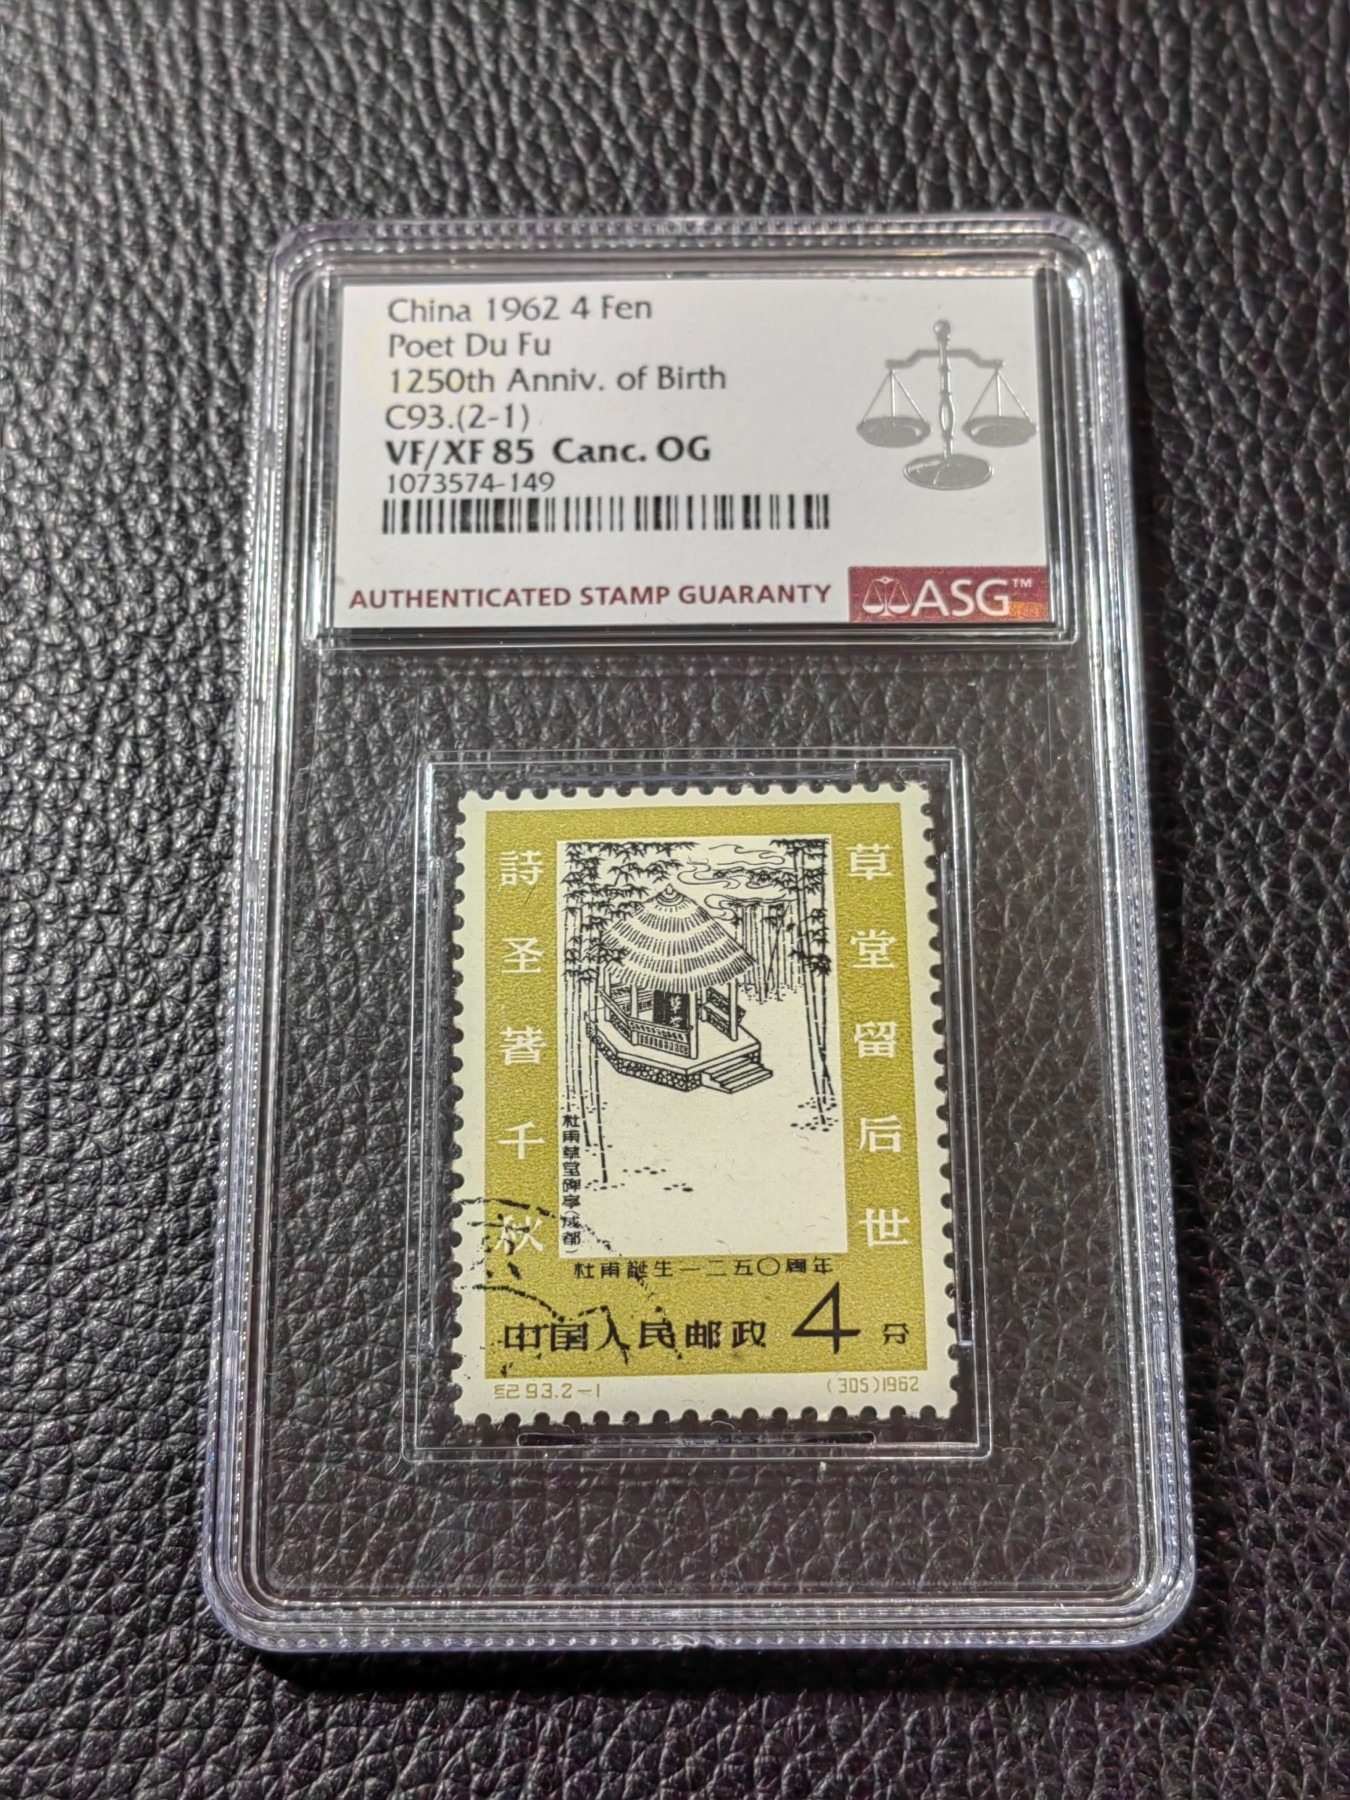 China 1962 4 Fen
Poet Du Fu
1250th Anniv. of Birth
C93.(2-1)
VF/XF 85 Canc. OG
1073574-149
AUTHENTICATED STAMP GUARANTY
ASG™
草堂留后世
詩圣著千秋
杜甫草堂碑亭(成都)
杜甫誕生一二五〇周年
中国人民邮政 4 分
纪93.2-1
(305)1962